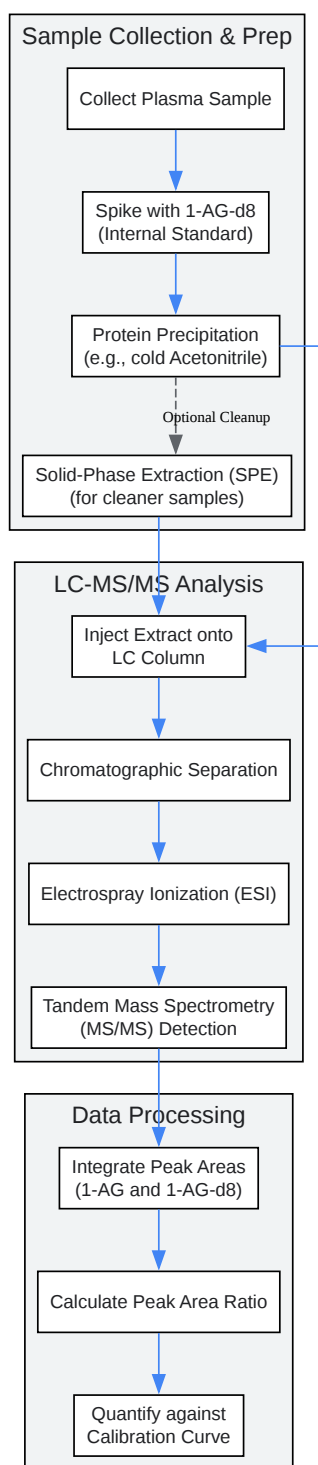 Sample Collection & Prep
Collect Plasma Sample
Spike with 1-AG-d8
(Internal Standard)
Protein Precipitation
(e.g., cold Acetonitrile)
Optional Cleanup
Solid-Phase Extraction (SPE)
(for cleaner samples)
LC-MS/MS Analysis
Inject Extract onto
LC Column
Chromatographic Separation
Electrospray Ionization (ESI)
Tandem Mass Spectrometry
(MS/MS) Detection
Data Processing
Integrate Peak Areas
(1-AG and 1-AG-d8)
Calculate Peak Area Ratio
Quantify against
Calibration Curve